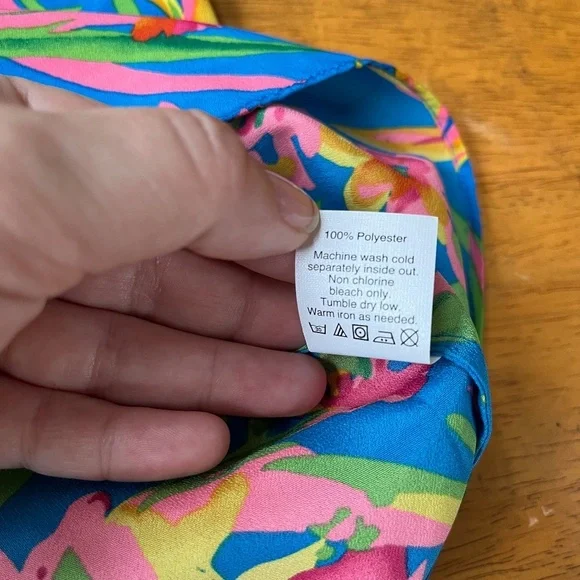 100% Polyester
Machine wash cold
separately inside out.
Non chlorine
bleach only.
Tumble dry low.
Warm iron as needed.